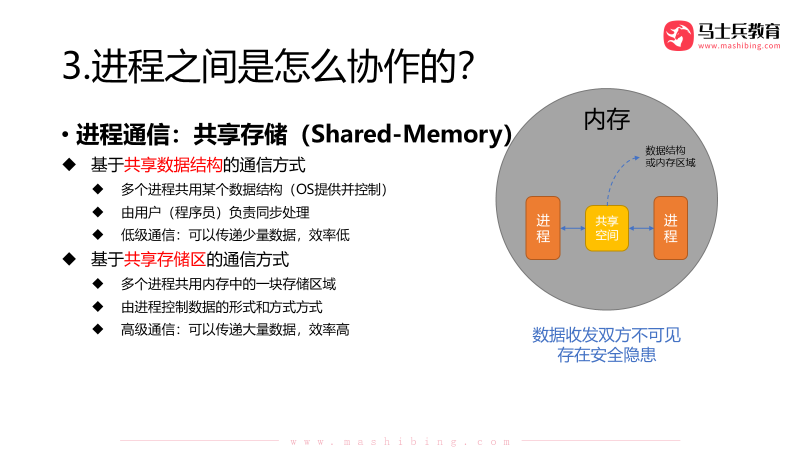 马士兵教育
www.mashibing.com
3.进程之间是怎么协作的?
• 进程通信：共享存储（Shared-Memory）
◆ 基于共享数据结构的通信方式
◆ 多个进程共用某个数据结构（OS提供并控制）
◆ 由用户（程序员）负责同步处理
◆ 低级通信：可以传递少量数据，效率低
◆ 基于共享存储区的通信方式
◆ 多个进程共用内存中的一块存储区域
◆ 由进程控制数据的形式和方式方式
◆ 高级通信：可以传递大量数据，效率高
内存
数据结构
或内存区域
进
程
共享
空间
进
程
数据收发双方不可见
存在安全隐患
www.mashibing.com